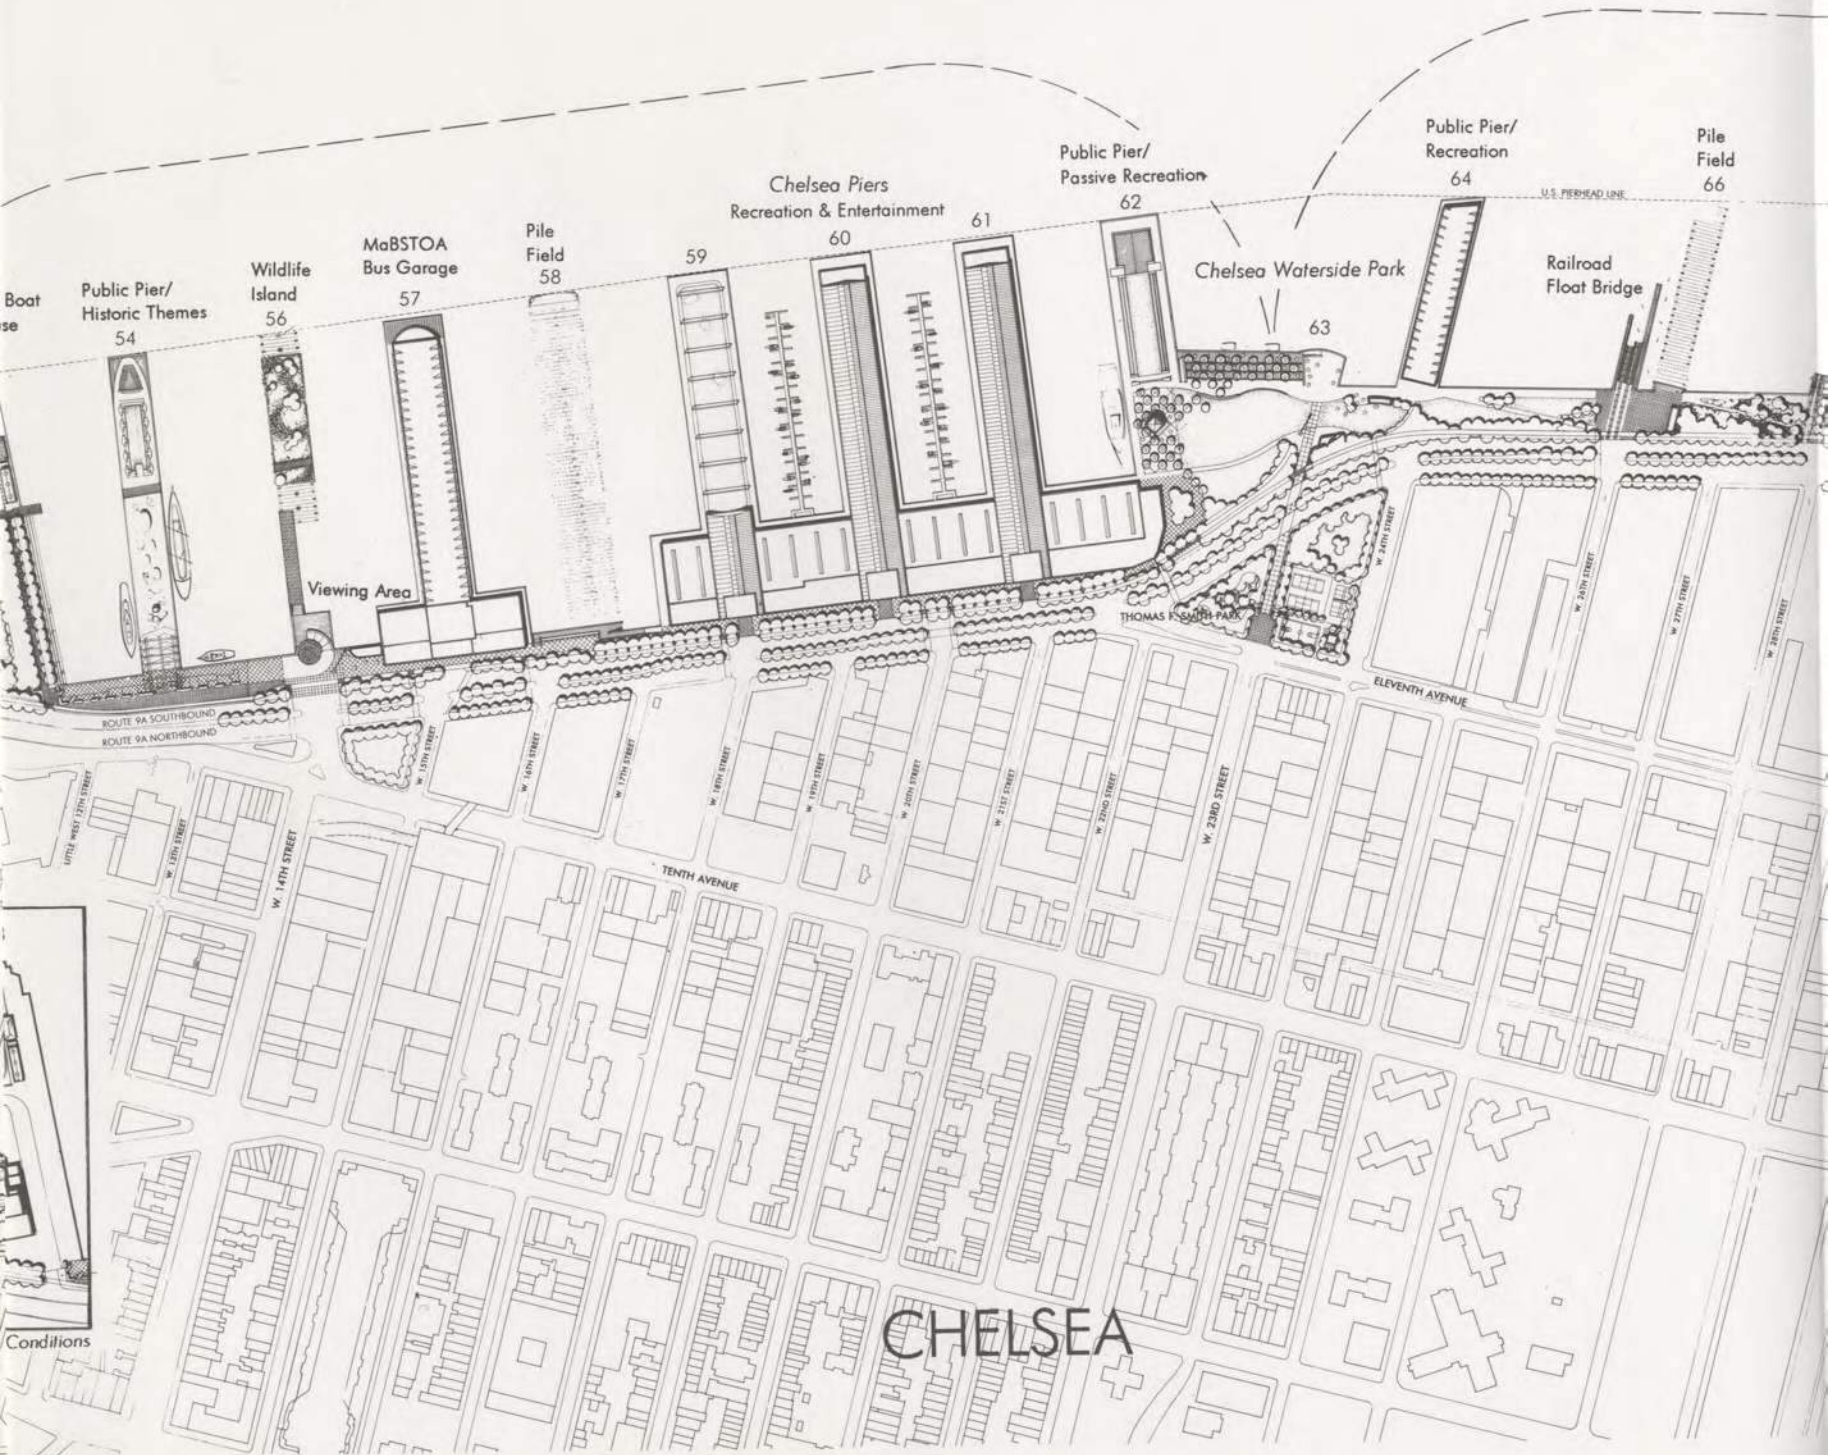 Public Pier/
Recreation
64
Pile
Field
66
Public Pier/
Passive Recreation
62
U.S. PIERHEAD LINE
Chelsea Piers
Recreation & Entertainment
59
60
61
Pile
Field
58
MaBSTOA
Bus Garage
57
Wildlife
Island
56
Public Pier/
Historic Themes
54
Boat
Chelsea Waterside Park
63
Railroad
Float Bridge
Viewing Area
THOMAS F. SMITH PARK
ROUTE 9A SOUTHBOUND
ROUTE 9A NORTHBOUND
ELEVENTH AVENUE
TENTH AVENUE
LITTLE WEST 12TH STREET
W. 13TH STREET
W. 14TH STREET
W. 15TH STREET
W. 16TH STREET
W. 17TH STREET
W. 18TH STREET
W. 19TH STREET
W. 20TH STREET
W. 21ST STREET
W. 22ND STREET
W. 23RD STREET
W. 24TH STREET
W. 26TH STREET
W. 27TH STREET
W. 28TH STREET
CHELSEA
Conditions